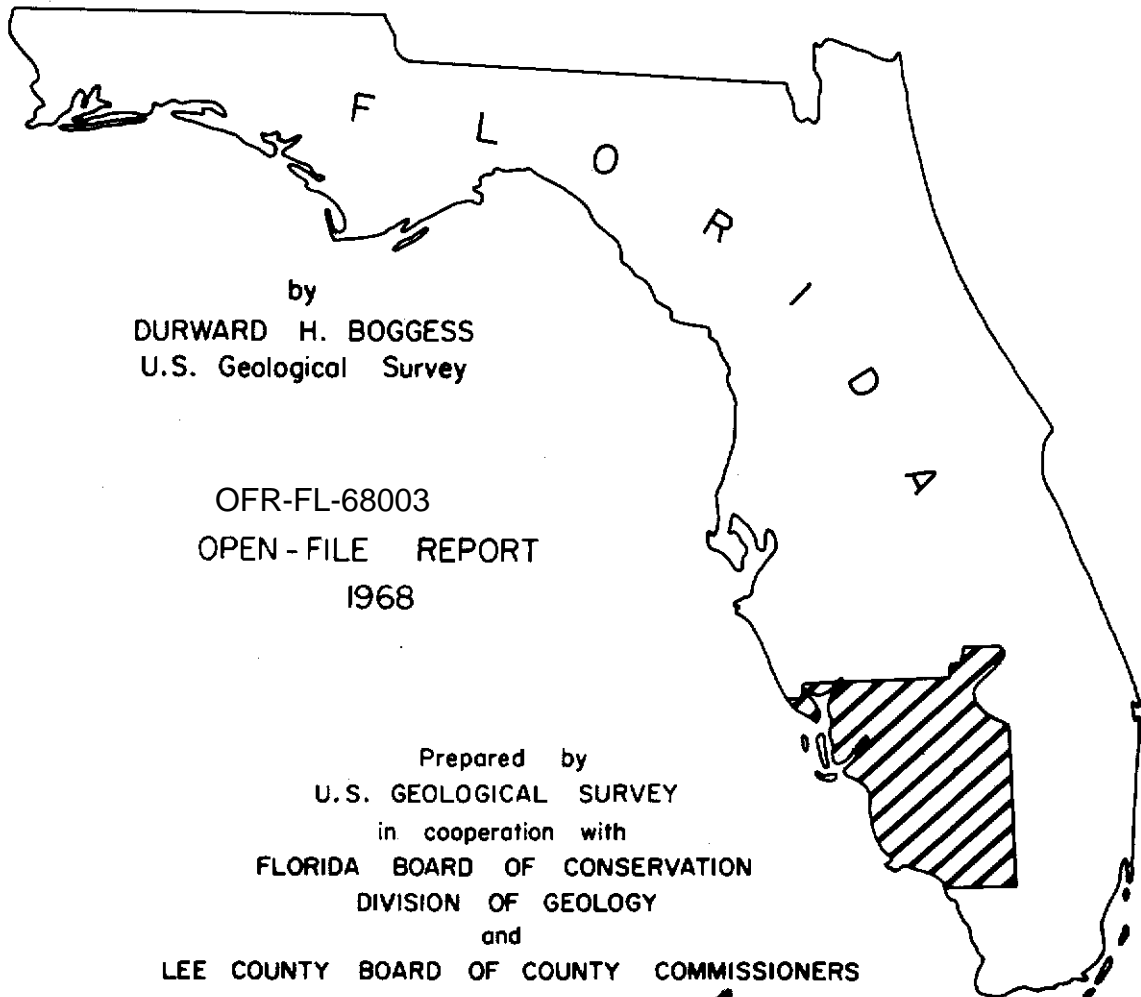 F L O R I D A
by
DURWARD H. BOGGESS
U.S. Geological Survey
OFR-FL-68003
OPEN-FILE REPORT
1968
Prepared by
U.S. GEOLOGICAL SURVEY
in cooperation with
FLORIDA BOARD OF CONSERVATION
DIVISION OF GEOLOGY
and
LEE COUNTY BOARD OF COUNTY COMMISSIONERS